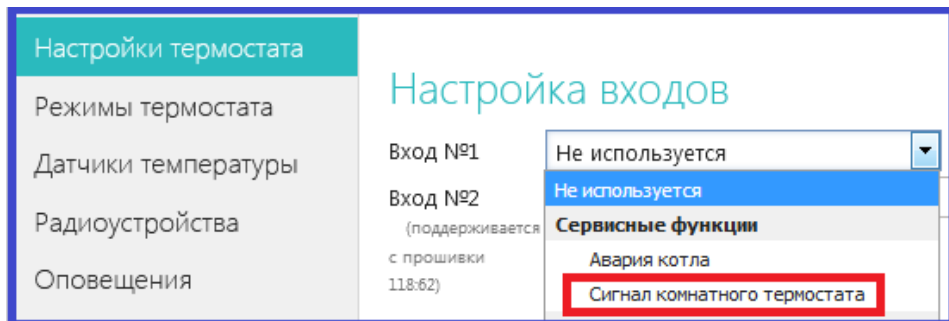 Настройки термостата
Режимы термостата
Датчики температуры
Радиоустройства
Оповещения
Настройка входов
Вход №1
Не используется
Вход №2
(поддерживается
с прошивки
118:62)
Не используется
Сервисные функции
Авария котла
Сигнал комнатного термостата